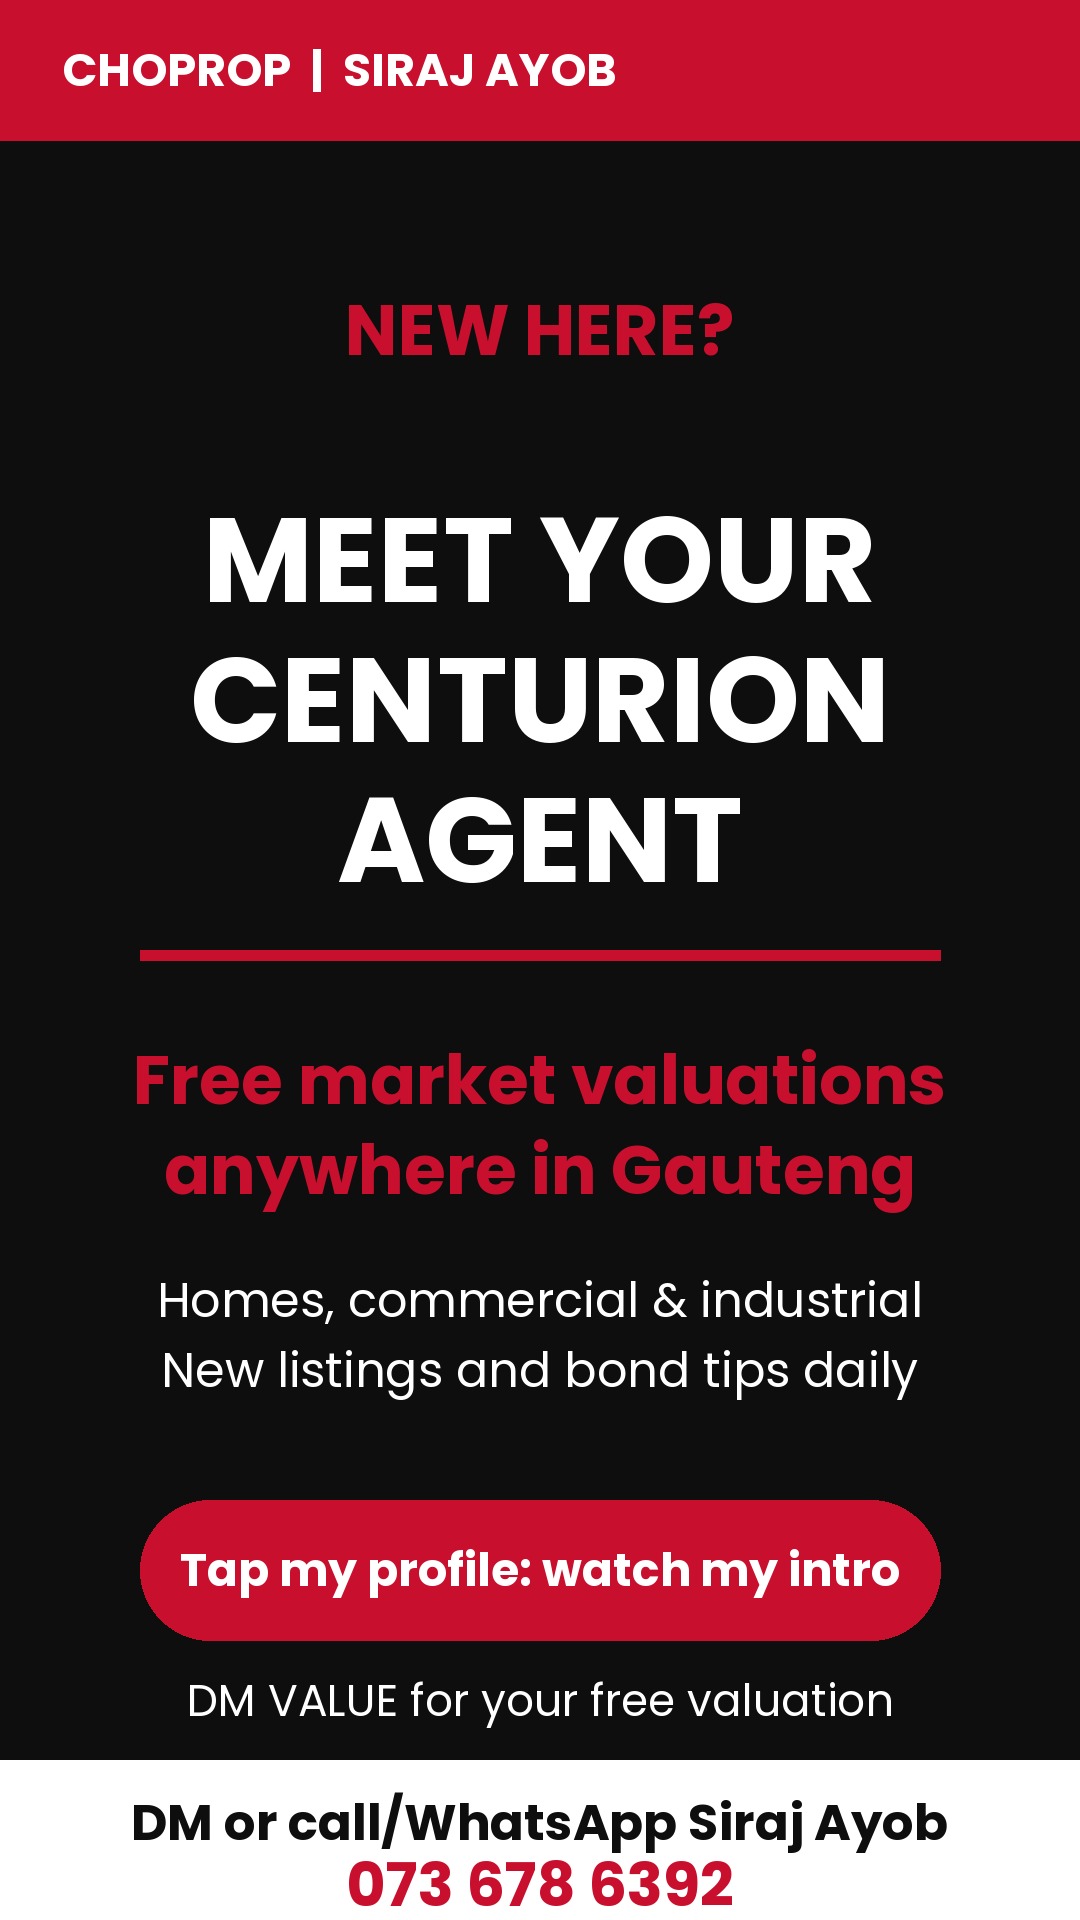 CHOPROP | SIRAJ AYOB
NEW HERE?
MEET YOUR
CENTURION
AGENT
Free market valuations
anywhere in Gauteng
Homes, commercial & industrial
New listings and bond tips daily
Tap my profile: watch my intro
DM VALUE for your free valuation
DM or call/WhatsApp Siraj Ayob
073 678 6392